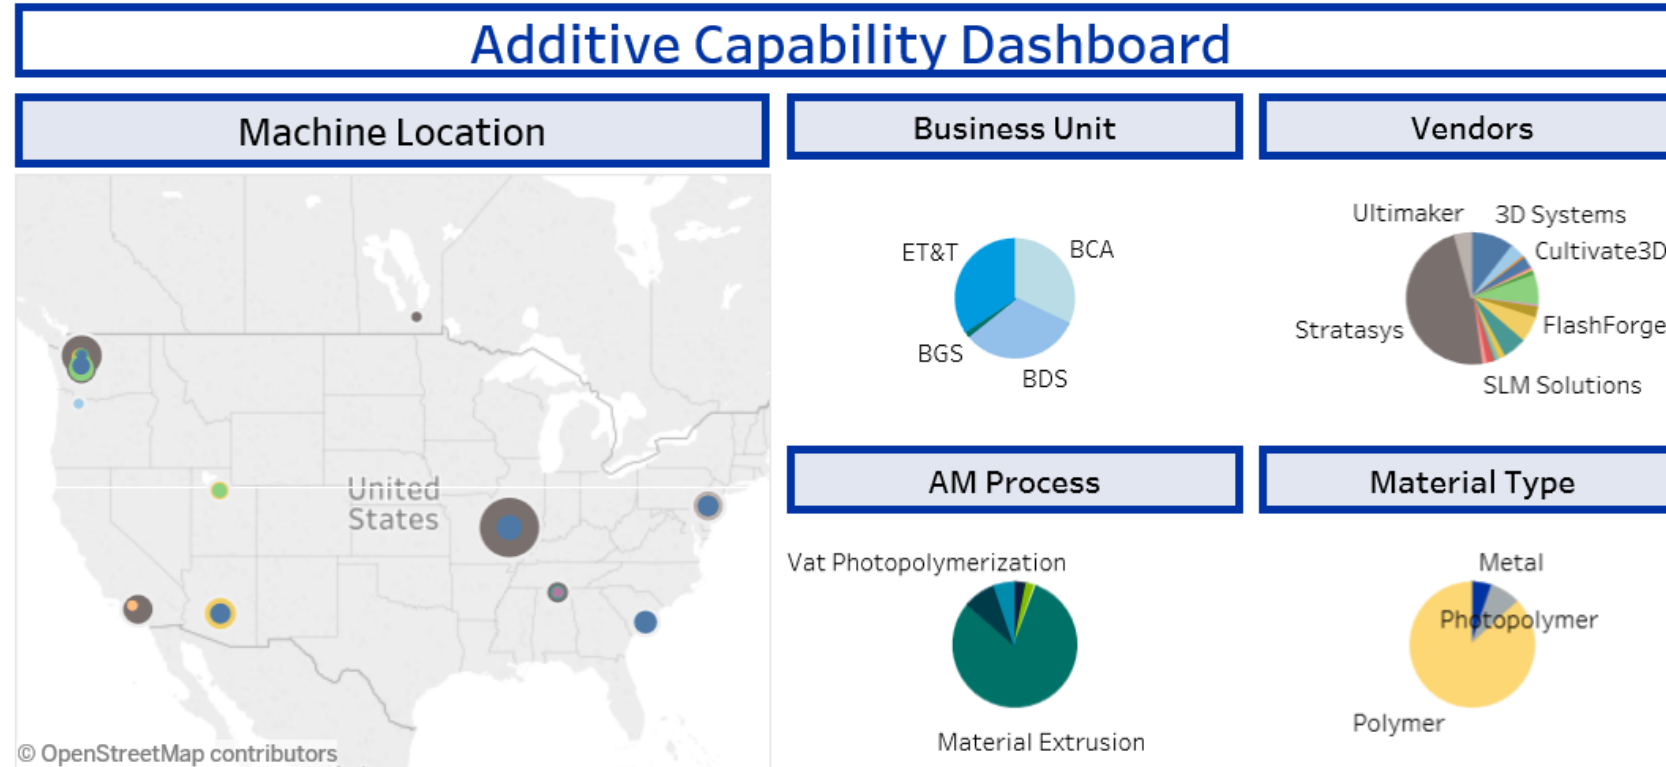 Additive Capability Dashboard
Machine Location
United
States
© OpenStreetMap contributors
Business Unit
ET&T
BCA
BGS
BDS
Vendors
Ultimaker
3D Systems
Cultivate3D
Stratasys
FlashForge
SLM Solutions
AM Process
Vat Photopolymerization
Material Extrusion
Material Type
Metal
Photopolymer
Polymer